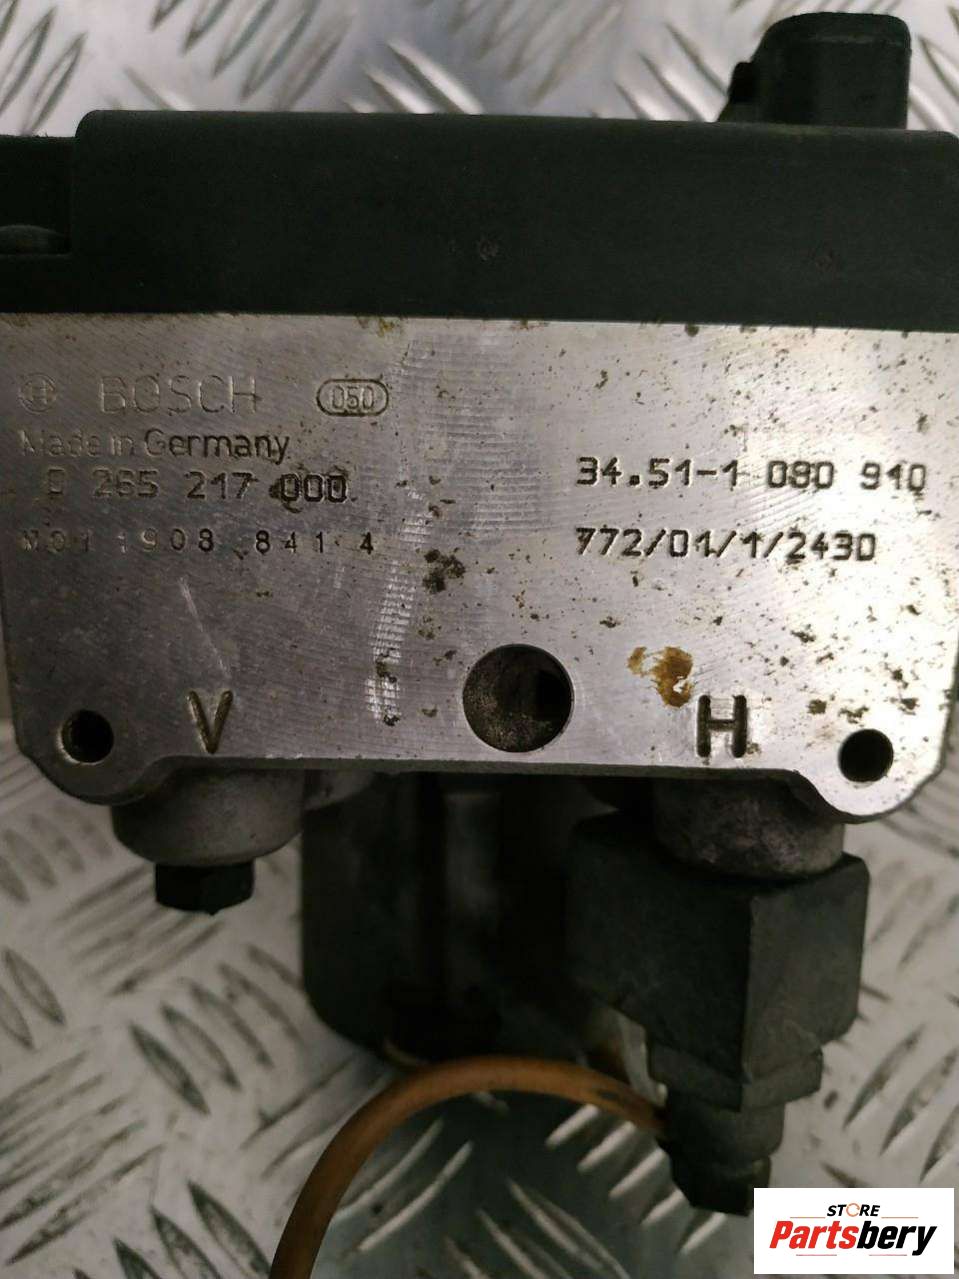 BOSCH 050
Made in Germany
0 265 217 000
34.51-1 080 910
772/01/1/2430
V
H
STORE
Partsbery